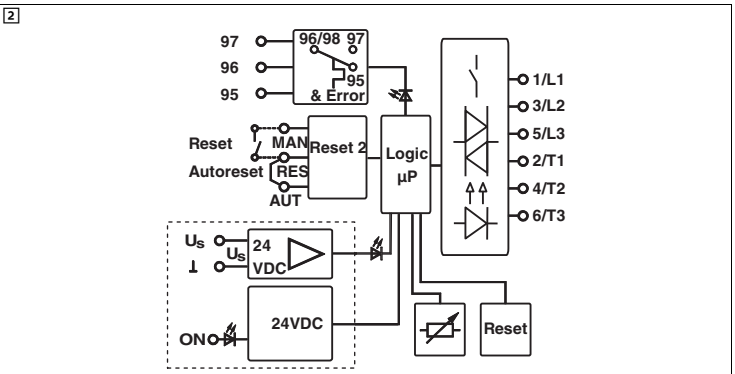 2
97
96
95
96/98 97
95
& Error
Reset
Autoreset
MAN
RES
AUT
Reset 2
Logic
µP
1/L1
3/L2
5/L3
2/T1
4/T2
6/T3
Us
⊥
Us
24
VDC
ON
24VDC
Reset